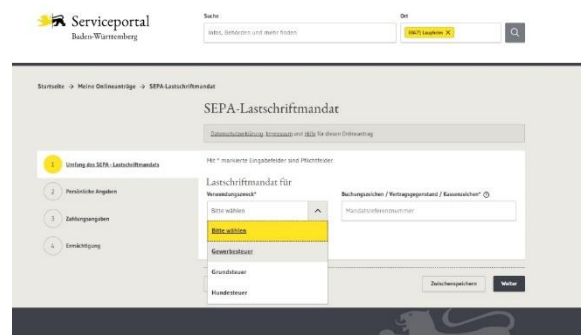 Serviceportal
Baden-Württemberg
Suche
Infos, Behörden und mehr finden
Ort
88471 Laupheim X
Startseite → Meine Onlineanträge → SEPA-Lastschriftmandat
SEPA-Lastschriftmandat
Datenschutzerklärung, Impressum und Hilfe für diesen Onlineantrag
1 Umfang des SEPA - Lastschriftmandats
2 Persönliche Angaben
3 Zahlungsangaben
4 Ermächtigung
Mit * markierte Eingabefelder sind Pflichtfelder
Lastschriftmandat für
Verwendungszweck*
Bitte wählen
Bitte wählen
Gewerbesteuer
Grundsteuer
Hundesteuer
Buchungszeichen / Vertragsgegenstand / Kassenzeichen*
Mandatsreferenznummer
Zwischenspeichern
Weiter